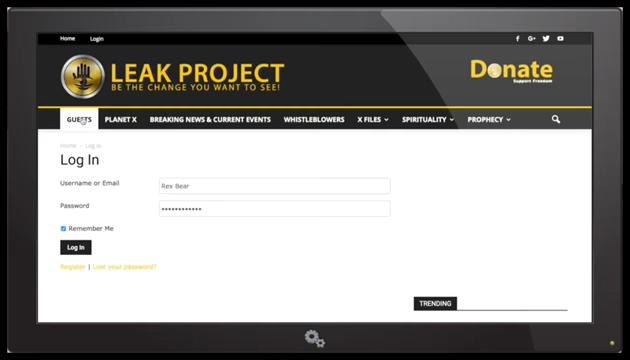 Home Login
LEAK PROJECT
BE THE CHANGE YOU WANT TO SEE!
Donate
Support Freedom
GUESTS PLANET X BREAKING NEWS & CURRENT EVENTS WHISTLEBLOWERS X FILES SPIRITUALITY PROPHECY
Home Log In
Log In
Username or Email Rex Bear
Password ••••••••••••
Remember Me
Log In
Register | Lost your password?
TRENDING